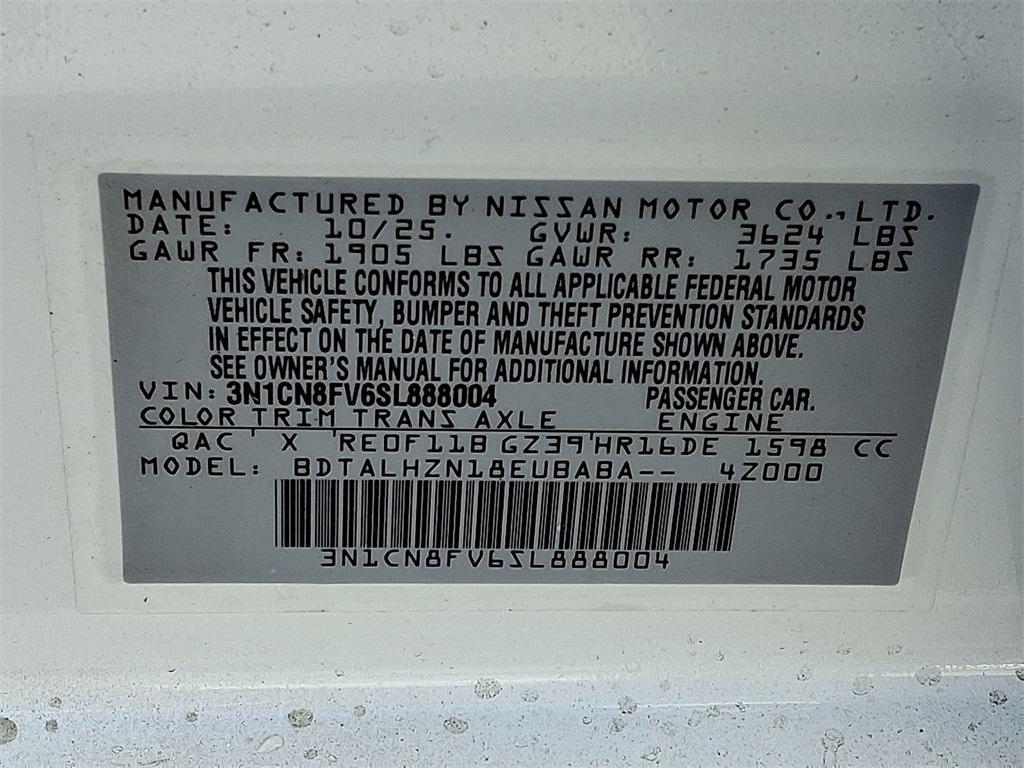 MANUFACTURED BY NISSAN MOTOR CO., LTD.
DATE: 10/25. GVWR: 3624 LBS
GAWR FR: 1905 LBS GAWR RR: 1735 LBS
THIS VEHICLE CONFORMS TO ALL APPLICABLE FEDERAL MOTOR
VEHICLE SAFETY, BUMPER AND THEFT PREVENTION STANDARDS
IN EFFECT ON THE DATE OF MANUFACTURE SHOWN ABOVE.
SEE OWNER'S MANUAL FOR ADDITIONAL INFORMATION.
VIN: 3N1CN8FV6SL888004 PASSENGER CAR.
COLOR TRIM TRANS AXLE ENGINE
QAC ' X 'RE0F11B GZ39'HR16DE 1598 CC
MODEL: BDTALHZN18EUBABA-- 4Z000
3N1CN8FV6SL888004